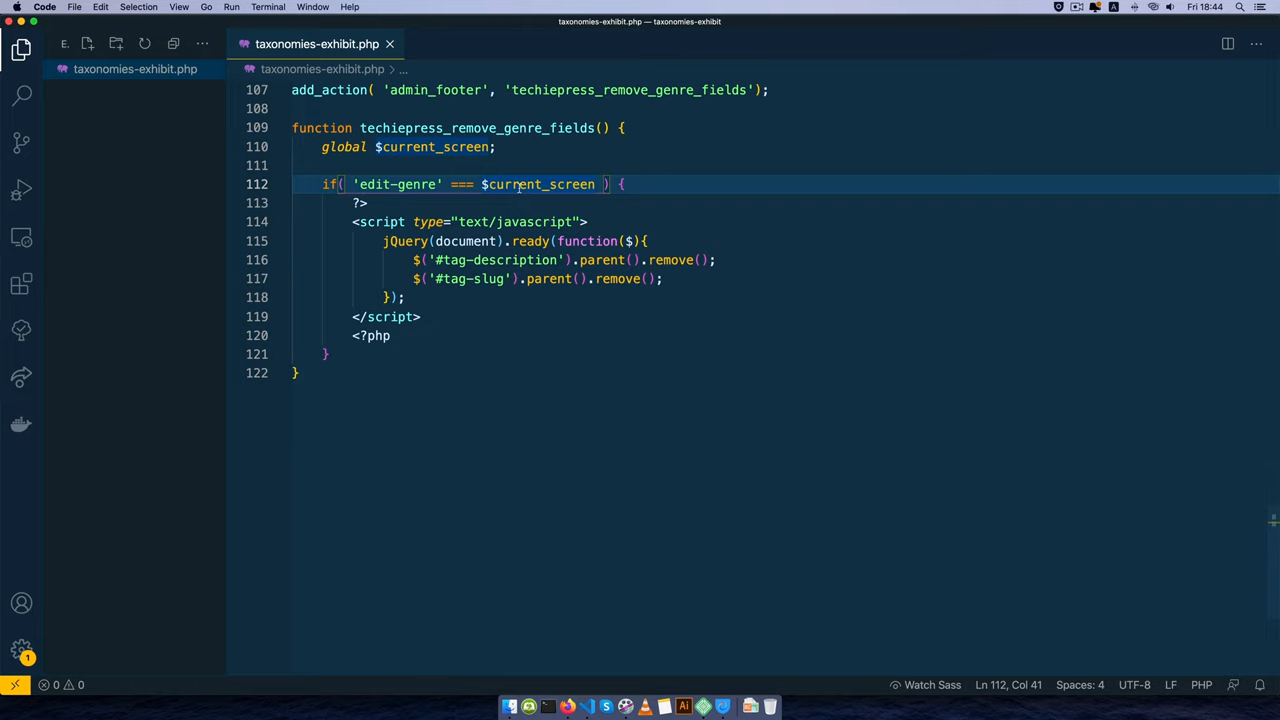 Code File Edit Selection View Go Run Terminal Window Help Fri 18:44
taxonomies-exhibit.php — taxonomies-exhibit
E. taxonomies-exhibit.php
taxonomies-exhibit.php taxonomies-exhibit.php > ...
107 add_action( 'admin_footer', 'techiepress_remove_genre_fields');
108
109 function techiepress_remove_genre_fields() {
110 global $current_screen;
111
112 if( 'edit-genre' === $current_screen ) {
113 ?>
114 <script type="text/javascript">
115 jQuery(document).ready(function($){
116 $('#tag-description').parent().remove();
117 $('#tag-slug').parent().remove();
118 });
119 </script>
120 <?php
121 }
122 }
1
0 0 Watch Sass Ln 112, Col 41 Spaces: 4 UTF-8 LF PHP